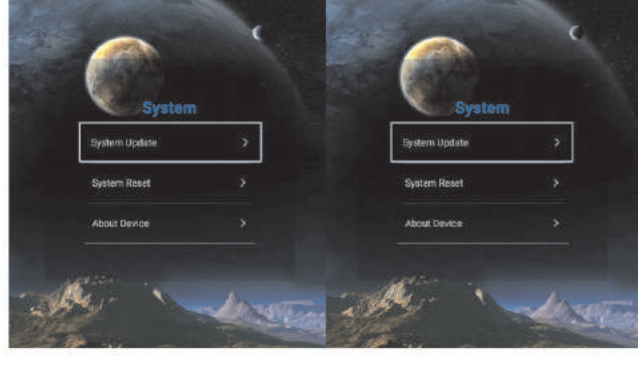 System
System
System Update >
System Update >
System Reset >
System Reset >
About Device >
About Device >